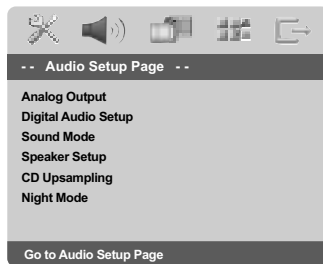 - - Audio Setup Page - -
Analog Output
Digital Audio Setup
Sound Mode
Speaker Setup
CD Upsampling
Night Mode
Go to Audio Setup Page